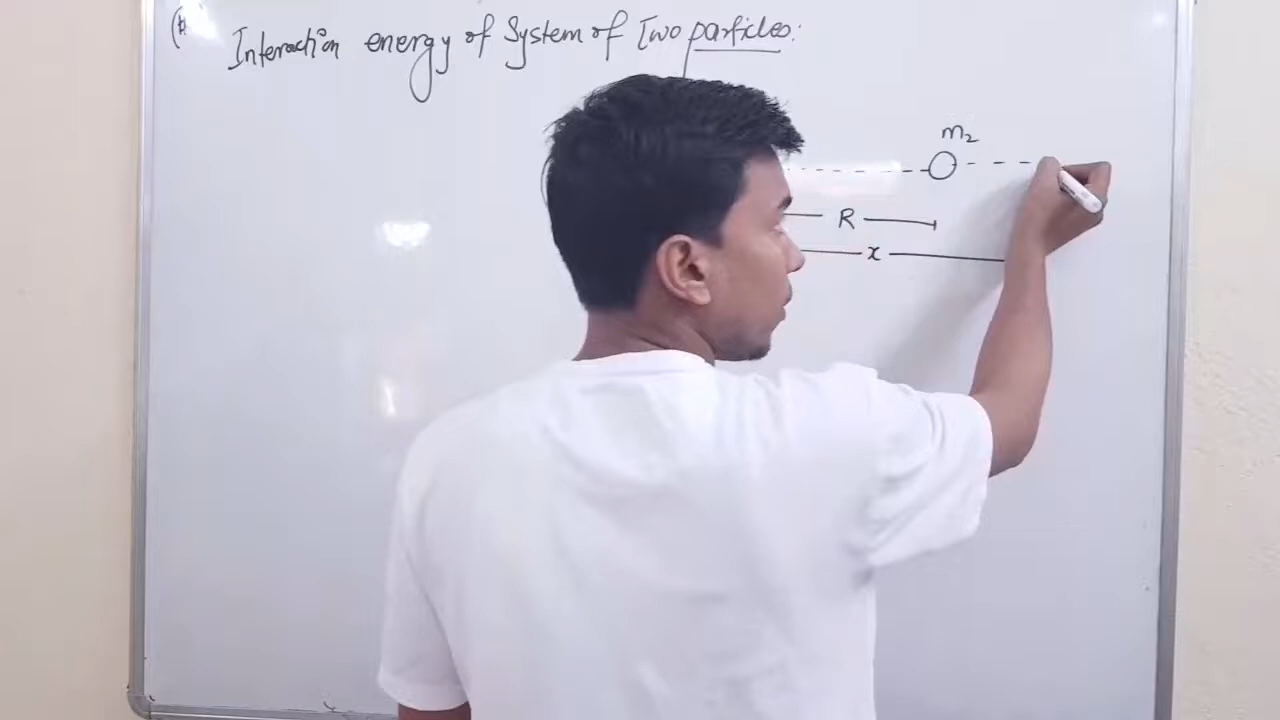 (#) Interaction energy of System of Two particles:
m₂
R
x